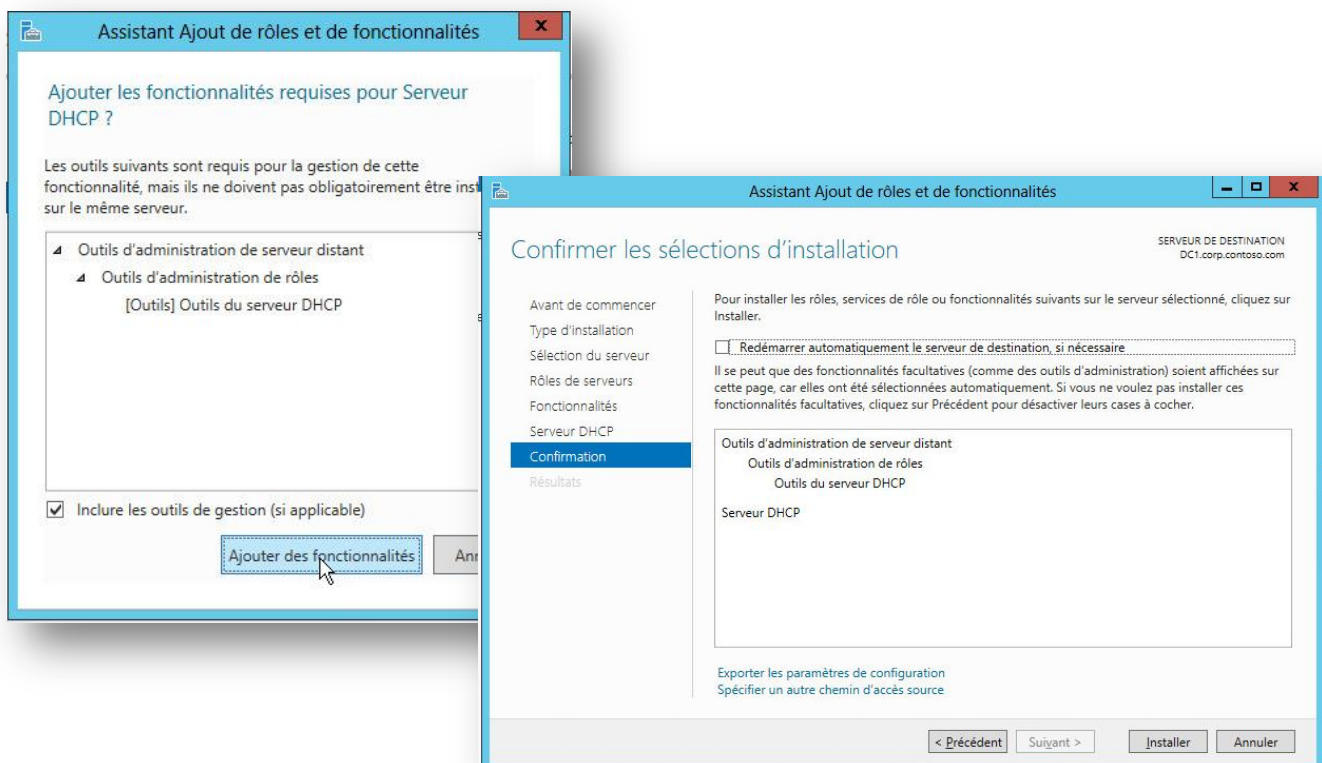 Assistant Ajout de rôles et de fonctionnalités
x
Ajouter les fonctionnalités requises pour Serveur
DHCP ?
Les outils suivants sont requis pour la gestion de cette
fonctionnalité, mais ils ne doivent pas obligatoirement être
sur le même serveur.
Outils d'administration de serveur distant
Outils d'administration de rôles
[Outils] Outils du serveur DHCP
Inclure les outils de gestion (si applicable)
Ajouter des fonctionnalités
Assistant Ajout de rôles et de fonctionnalités
x
Confirmer les sélections d'installation
SERVEUR DE DESTINATION
DC1.corp.contoso.com
Avant de commencer
Type d'installation
Sélection du serveur
Rôles de serveurs
Fonctionnalités
Serveur DHCP
Confirmation
Résultats
Pour installer les rôles, services de rôle ou fonctionnalités suivants sur le serveur sélectionné, cliquez sur
Installer.
Redémarrer automatiquement le serveur de destination, si nécessaire
Il se peut que des fonctionnalités facultatives (comme des outils d'administration) soient affichées sur
cette page, car elles ont été sélectionnées automatiquement. Si vous ne voulez pas installer ces
fonctionnalités facultatives, cliquez sur Précédent pour désactiver leurs cases à cocher.
Outils d'administration de serveur distant
Outils d'administration de rôles
Outils du serveur DHCP
Serveur DHCP
Exporter les paramètres de configuration
Spécifier un autre chemin d'accès source
< Précédent
Suivant >
Installer
Annuler